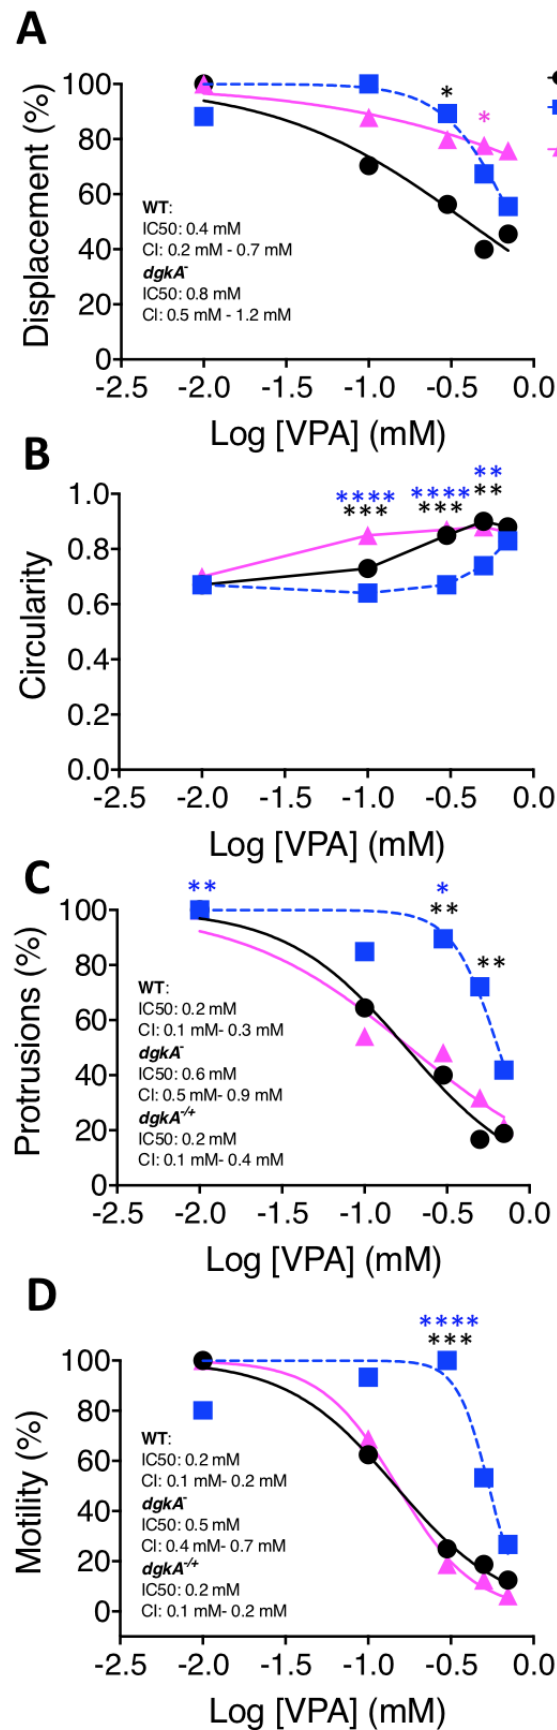 A
Displacement (%)
100
80
60
40
20
0
*
*
WT:
IC50: 0.4 mM
CI: 0.2 mM - 0.7 mM
dgkA-
IC50: 0.8 mM
CI: 0.5 mM - 1.2 mM
-2.5 -2.0 -1.5 -1.0 -0.5 0.0
Log [VPA] (mM)
B
Circularity
1.0
0.8
0.6
0.4
0.2
0.0
**** **** **
*** *** **
-2.5 -2.0 -1.5 -1.0 -0.5 0.0
Log [VPA] (mM)
C
Protrusions (%)
100
80
60
40
20
0
** *
**
**
WT:
IC50: 0.2 mM
CI: 0.1 mM- 0.3 mM
dgkA-
IC50: 0.6 mM
CI: 0.5 mM- 0.9 mM
dgkA-/+
IC50: 0.2 mM
CI: 0.1 mM- 0.4 mM
-2.5 -2.0 -1.5 -1.0 -0.5 0.0
Log [VPA] (mM)
D
Motility (%)
100
80
60
40
20
0
****
***
WT:
IC50: 0.2 mM
CI: 0.1 mM- 0.2 mM
dgkA-
IC50: 0.5 mM
CI: 0.4 mM- 0.7 mM
dgkA-/+
IC50: 0.2 mM
CI: 0.1 mM- 0.2 mM
-2.5 -2.0 -1.5 -1.0 -0.5 0.0
Log [VPA] (mM)